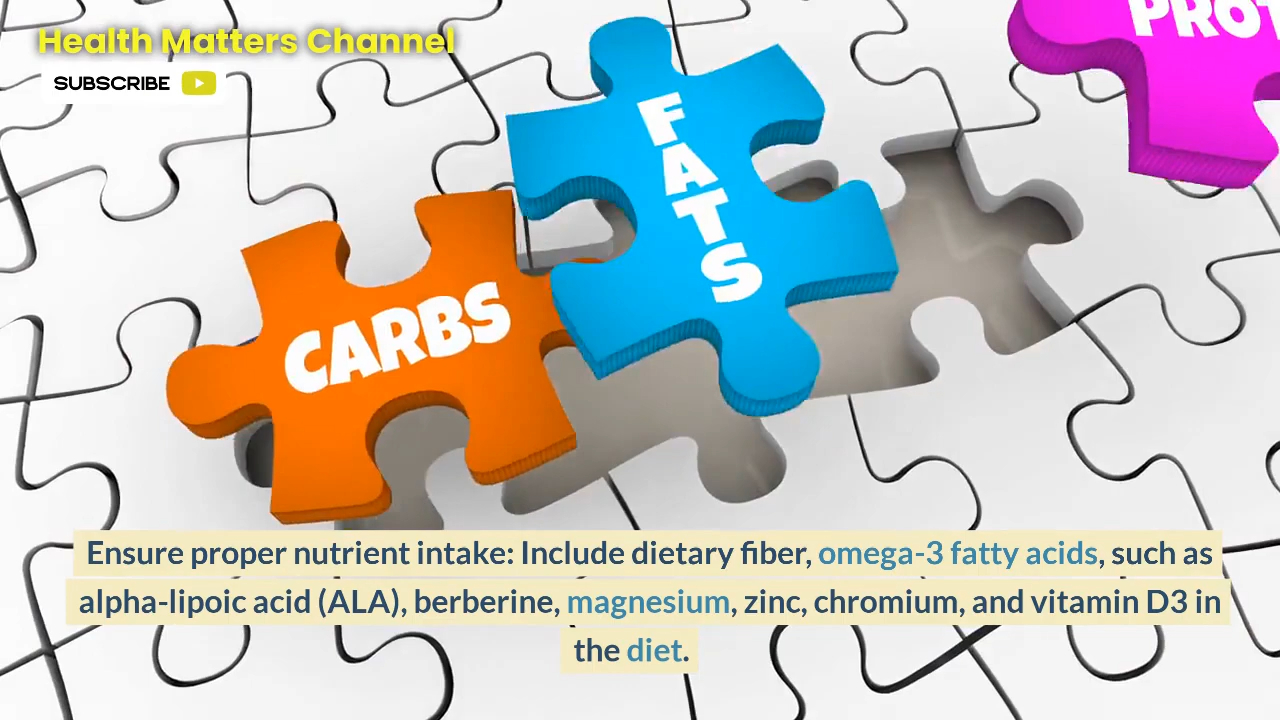 Health Matters Channel
SUBSCRIBE
PROT
FATS
CARBS
Ensure proper nutrient intake: Include dietary fiber, omega-3 fatty acids, such as
alpha-lipoic acid (ALA), berberine, magnesium, zinc, chromium, and vitamin D3 in
the diet.